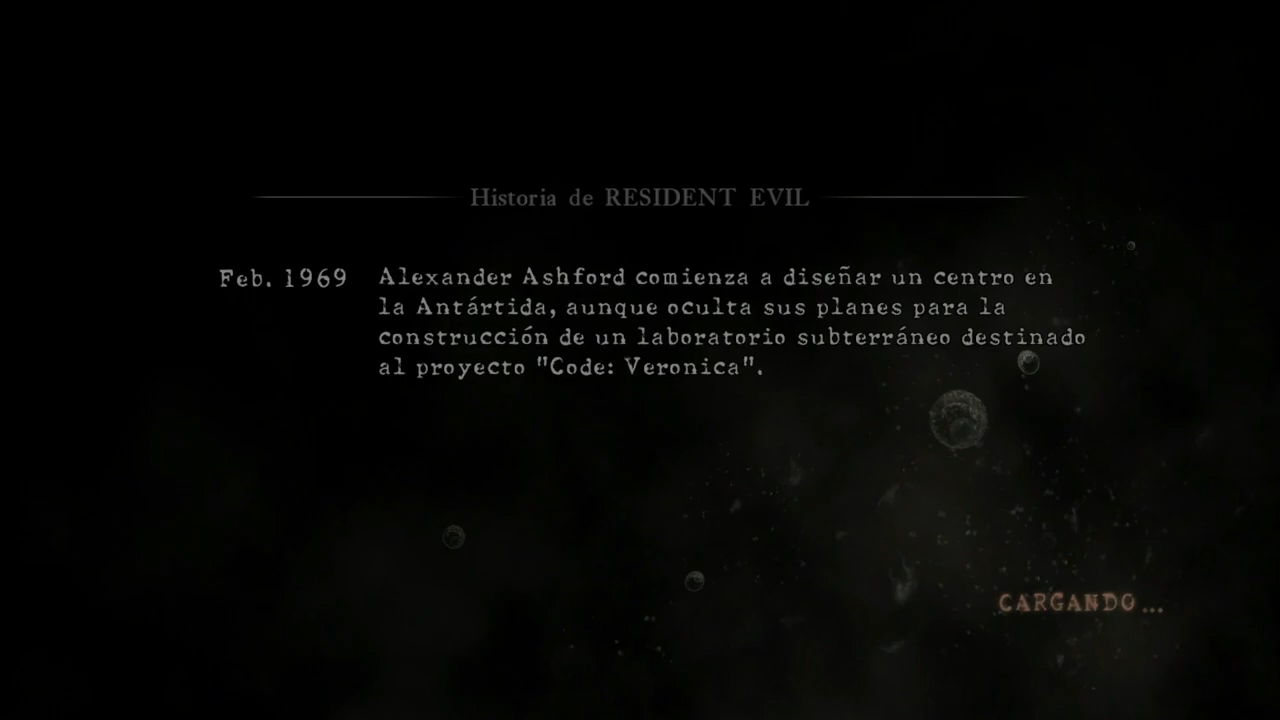 Historia de RESIDENT EVIL
Feb. 1969 Alexander Ashford comienza a diseñar un centro en
la Antártida, aunque oculta sus planes para la
construcción de un laboratorio subterráneo destinado
al proyecto "Code: Veronica".
CARGANDO...